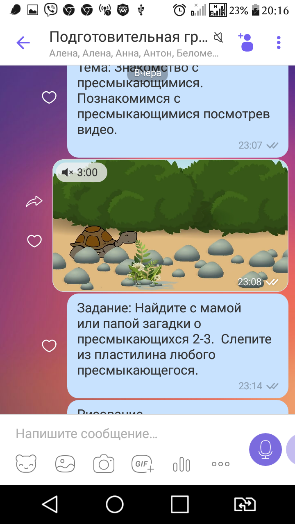 23% 20:16
Подготовительная гр...
Алена, Алена, Анна, Антон, Беломе...
Тема: Знакомство с
Вчера
пресмыкающимися.
Познакомимся с
пресмыкающимися посмотрев
видео.
23:07
3:00
23:08
Задание: Найдите с мамой
или папой загадки о
пресмыкающихся 2-3. Слепите
из пластилина любого
пресмыкающегося.
23:14
Рисование
Напишите сообщение...
GIF